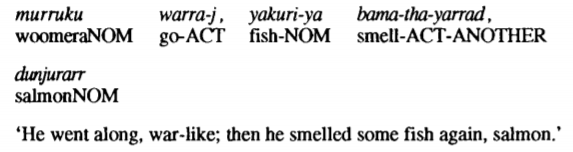 murruku warra-j, yakuri-ya bama-tha-yarrad,
woomeraNOM go-ACT fish-NOM smell-ACT-ANOTHER
dunjurarr
salmonNOM
‘He went along, war-like; then he smelled some fish again, salmon.’